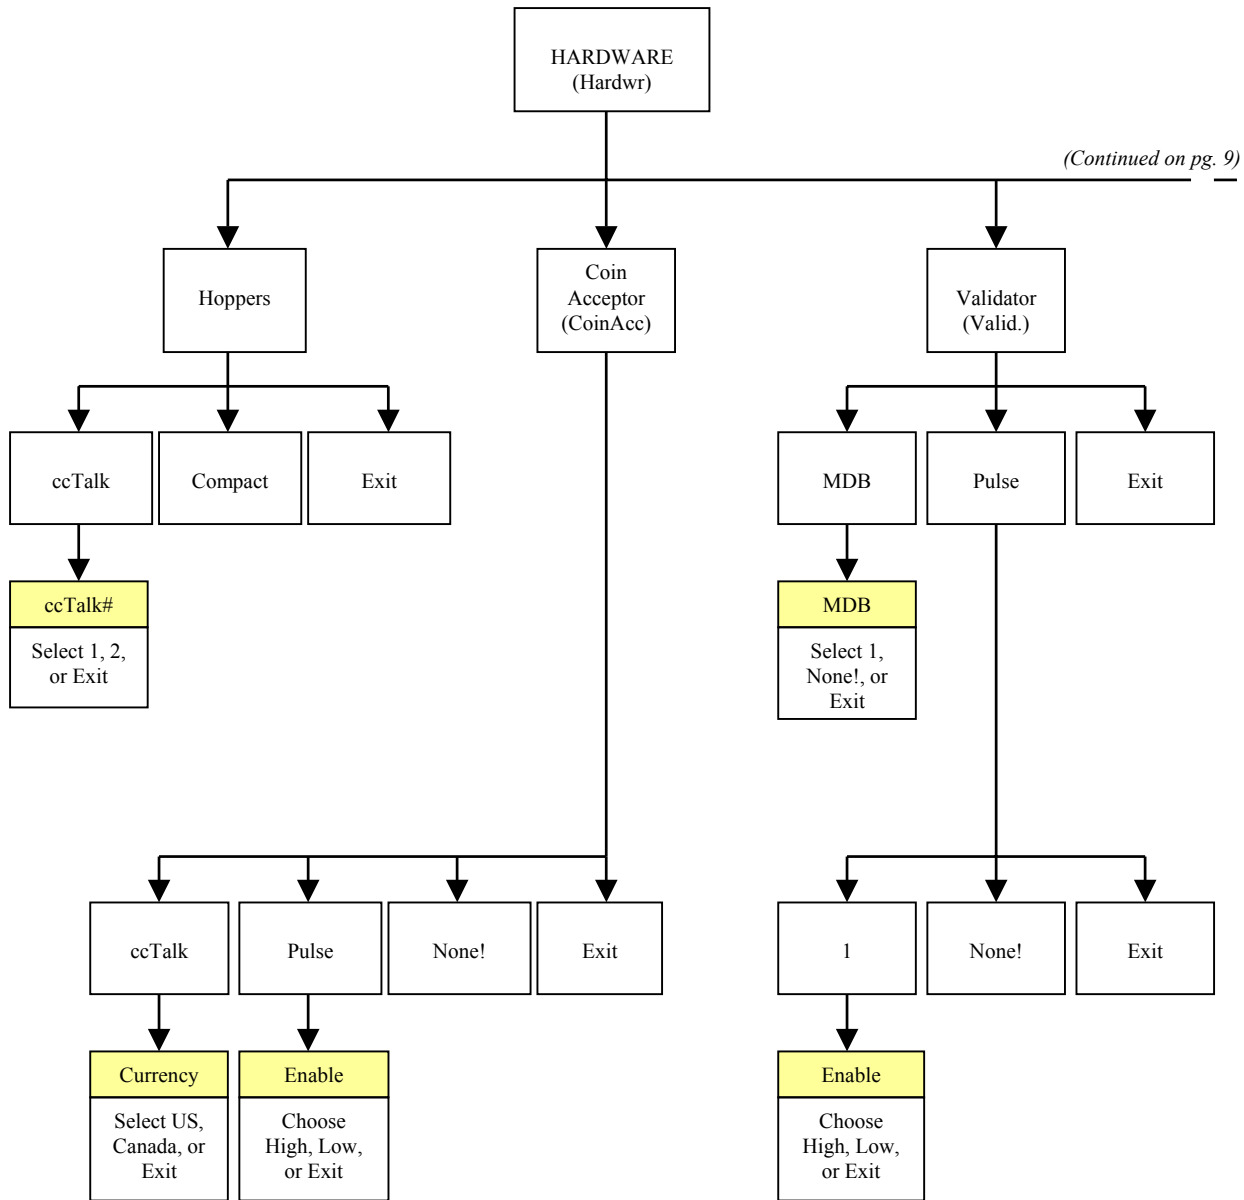 HARDWARE
(Hardwr)
(Continued on pg. 9)
Hoppers
Coin
Acceptor
(CoinAcc)
Validator
(Valid.)
ccTalk
Compact
Exit
MDB
Pulse
Exit
ccTalk#
Select 1, 2,
or Exit
MDB
Select 1,
None!, or
Exit
ccTalk
Pulse
None!
Exit
1
None!
Exit
Currency
Select US,
Canada, or
Exit
Enable
Choose
High, Low,
or Exit
Enable
Choose
High, Low,
or Exit